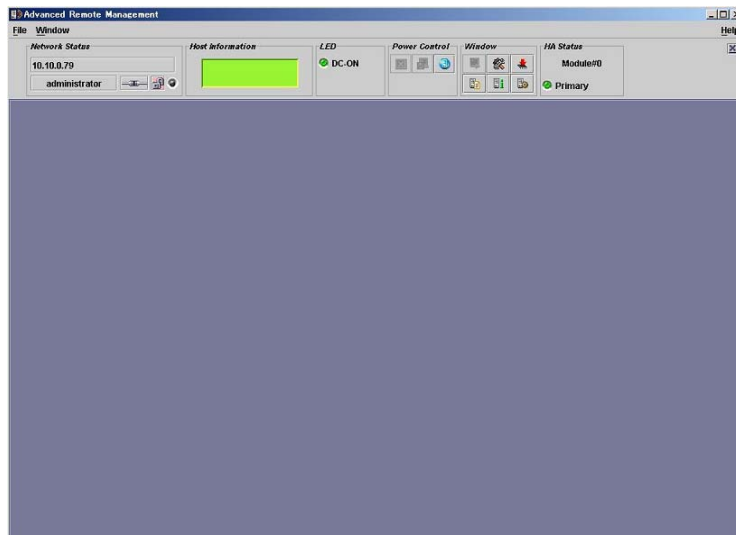 Advanced Remote Management
File Window Help
Network Status Host Information LED Power Control Window HA Status
10.10.0.79 DC-ON Module#0
administrator Primary